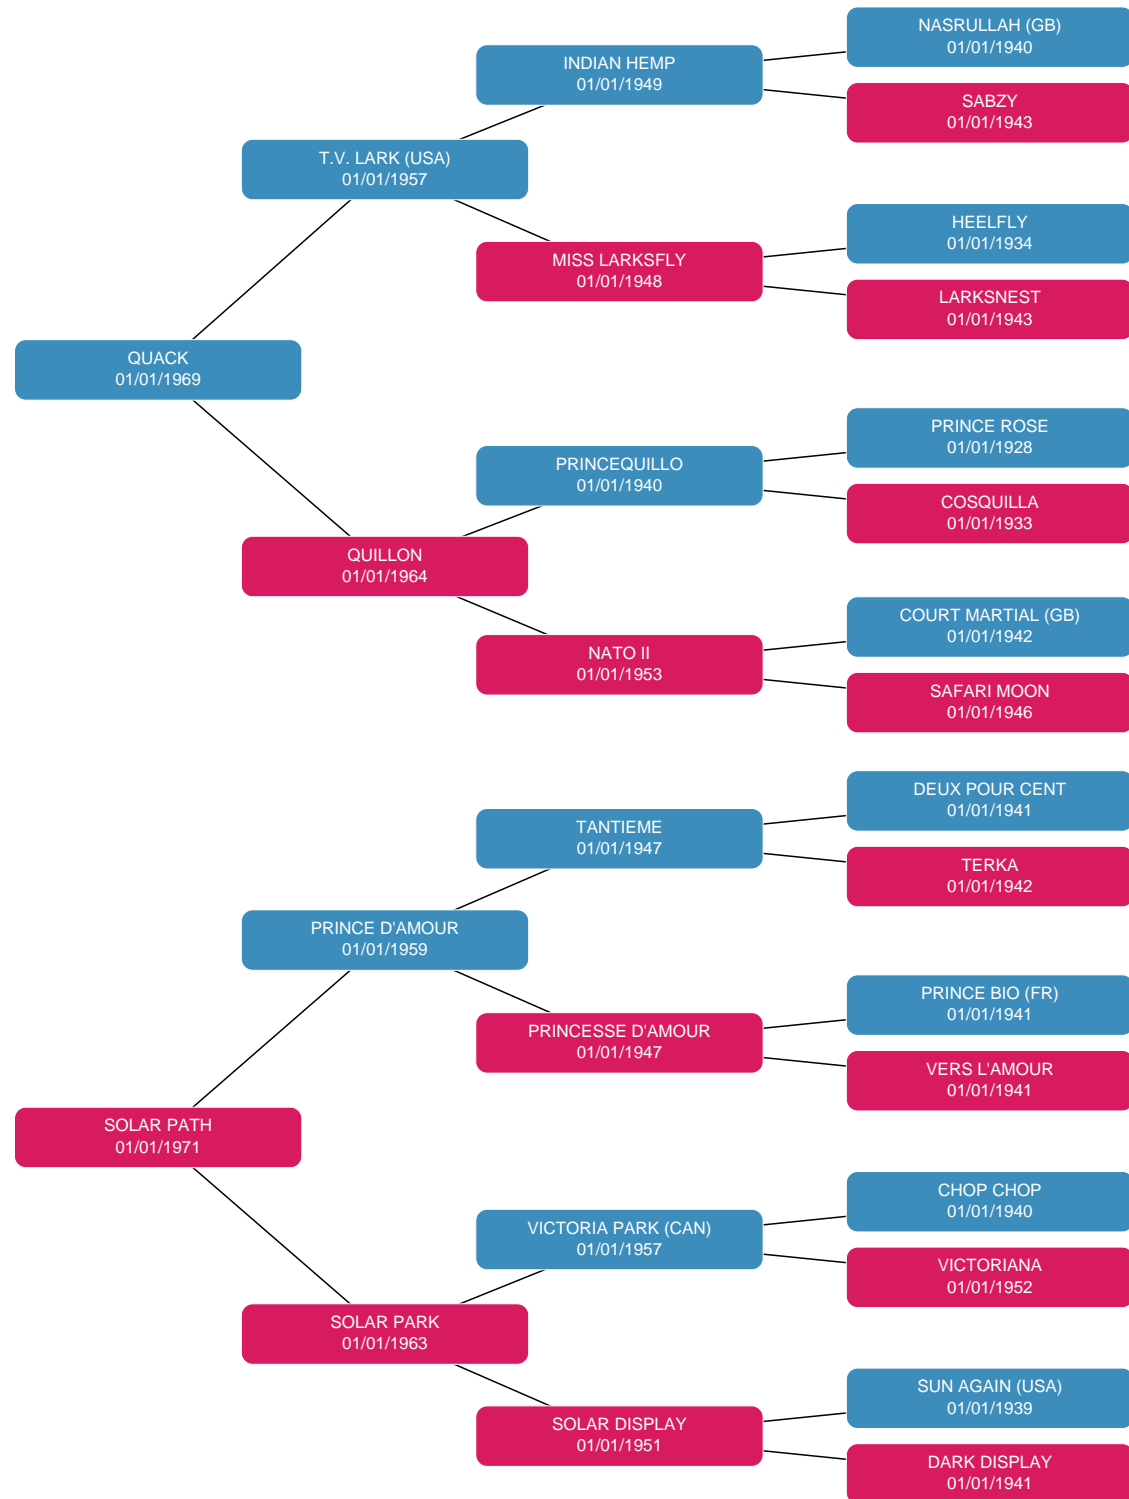 NASRULLAH (GB)
01/01/1940
INDIAN HEMP
01/01/1949
SABZY
01/01/1943
T.V. LARK (USA)
01/01/1957
HEELFLY
01/01/1934
MISS LARKSFLY
01/01/1948
LARKSNEST
01/01/1943
QUACK
01/01/1969
PRINCE ROSE
01/01/1928
PRINCEQUILLO
01/01/1940
COSQUILLA
01/01/1933
QUILLON
01/01/1964
COURT MARTIAL (GB)
01/01/1942
NATO II
01/01/1953
SAFARI MOON
01/01/1946
DEUX POUR CENT
01/01/1941
TANTIEME
01/01/1947
TERKA
01/01/1942
PRINCE D'AMOUR
01/01/1959
PRINCE BIO (FR)
01/01/1941
PRINCESSE D'AMOUR
01/01/1947
VERS L'AMOUR
01/01/1941
SOLAR PATH
01/01/1971
CHOP CHOP
01/01/1940
VICTORIA PARK (CAN)
01/01/1957
VICTORIANA
01/01/1952
SOLAR PARK
01/01/1963
SUN AGAIN (USA)
01/01/1939
SOLAR DISPLAY
01/01/1951
DARK DISPLAY
01/01/1941